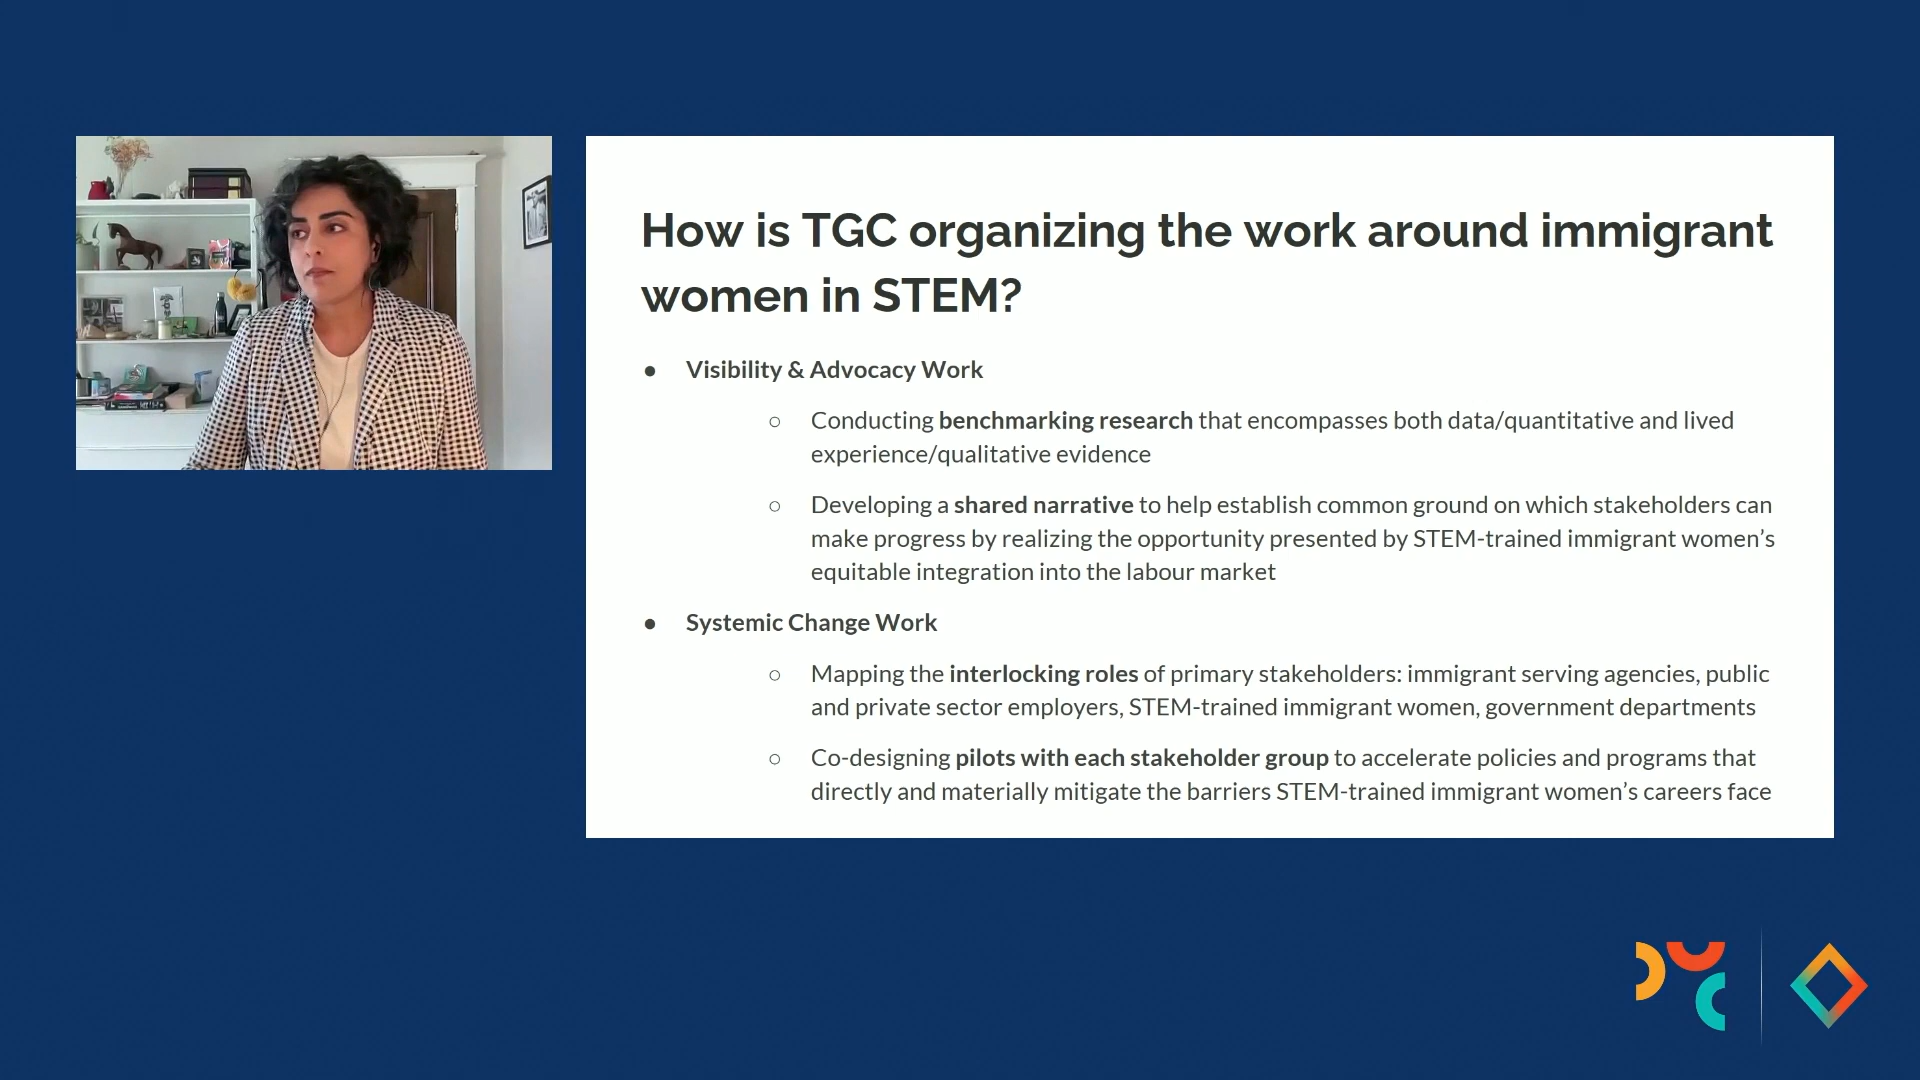 How is TGC organizing the work around immigrant
women in STEM?
● Visibility & Advocacy Work
○ Conducting benchmarking research that encompasses both data/quantitative and lived
experience/qualitative evidence
○ Developing a shared narrative to help establish common ground on which stakeholders can
make progress by realizing the opportunity presented by STEM-trained immigrant women’s
equitable integration into the labour market
● Systemic Change Work
○ Mapping the interlocking roles of primary stakeholders: immigrant serving agencies, public
and private sector employers, STEM-trained immigrant women, government departments
○ Co-designing pilots with each stakeholder group to accelerate policies and programs that
directly and materially mitigate the barriers STEM-trained immigrant women’s careers face